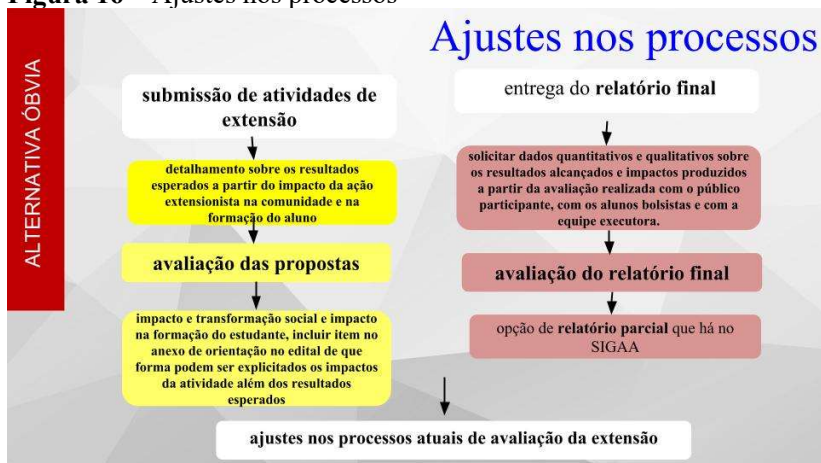 Ajustes nos processos
Ajustes nos processos
ALTERNATIVA ÓBVIA
submissão de atividades de
extensão
detalhamento sobre os resultados
esperados a partir do impacto da ação
extensionista na comunidade e na
formação do aluno
avaliação das propostas
impacto e transformação social e impacto
na formação do estudante, incluir item no
anexo de orientação no edital de que
forma podem ser explicitados os impactos
da atividade além dos resultados
esperados
entrega do relatório final
solicitar dados quantitativos e qualitativos sobre
os resultados alcançados e impactos produzidos
a partir da avaliação realizada com o público
participante, com os alunos bolsistas e com a
equipe executora.
avaliação do relatório final
opção de relatório parcial que há no
SIGAA
ajustes nos processos atuais de avaliação da extensão